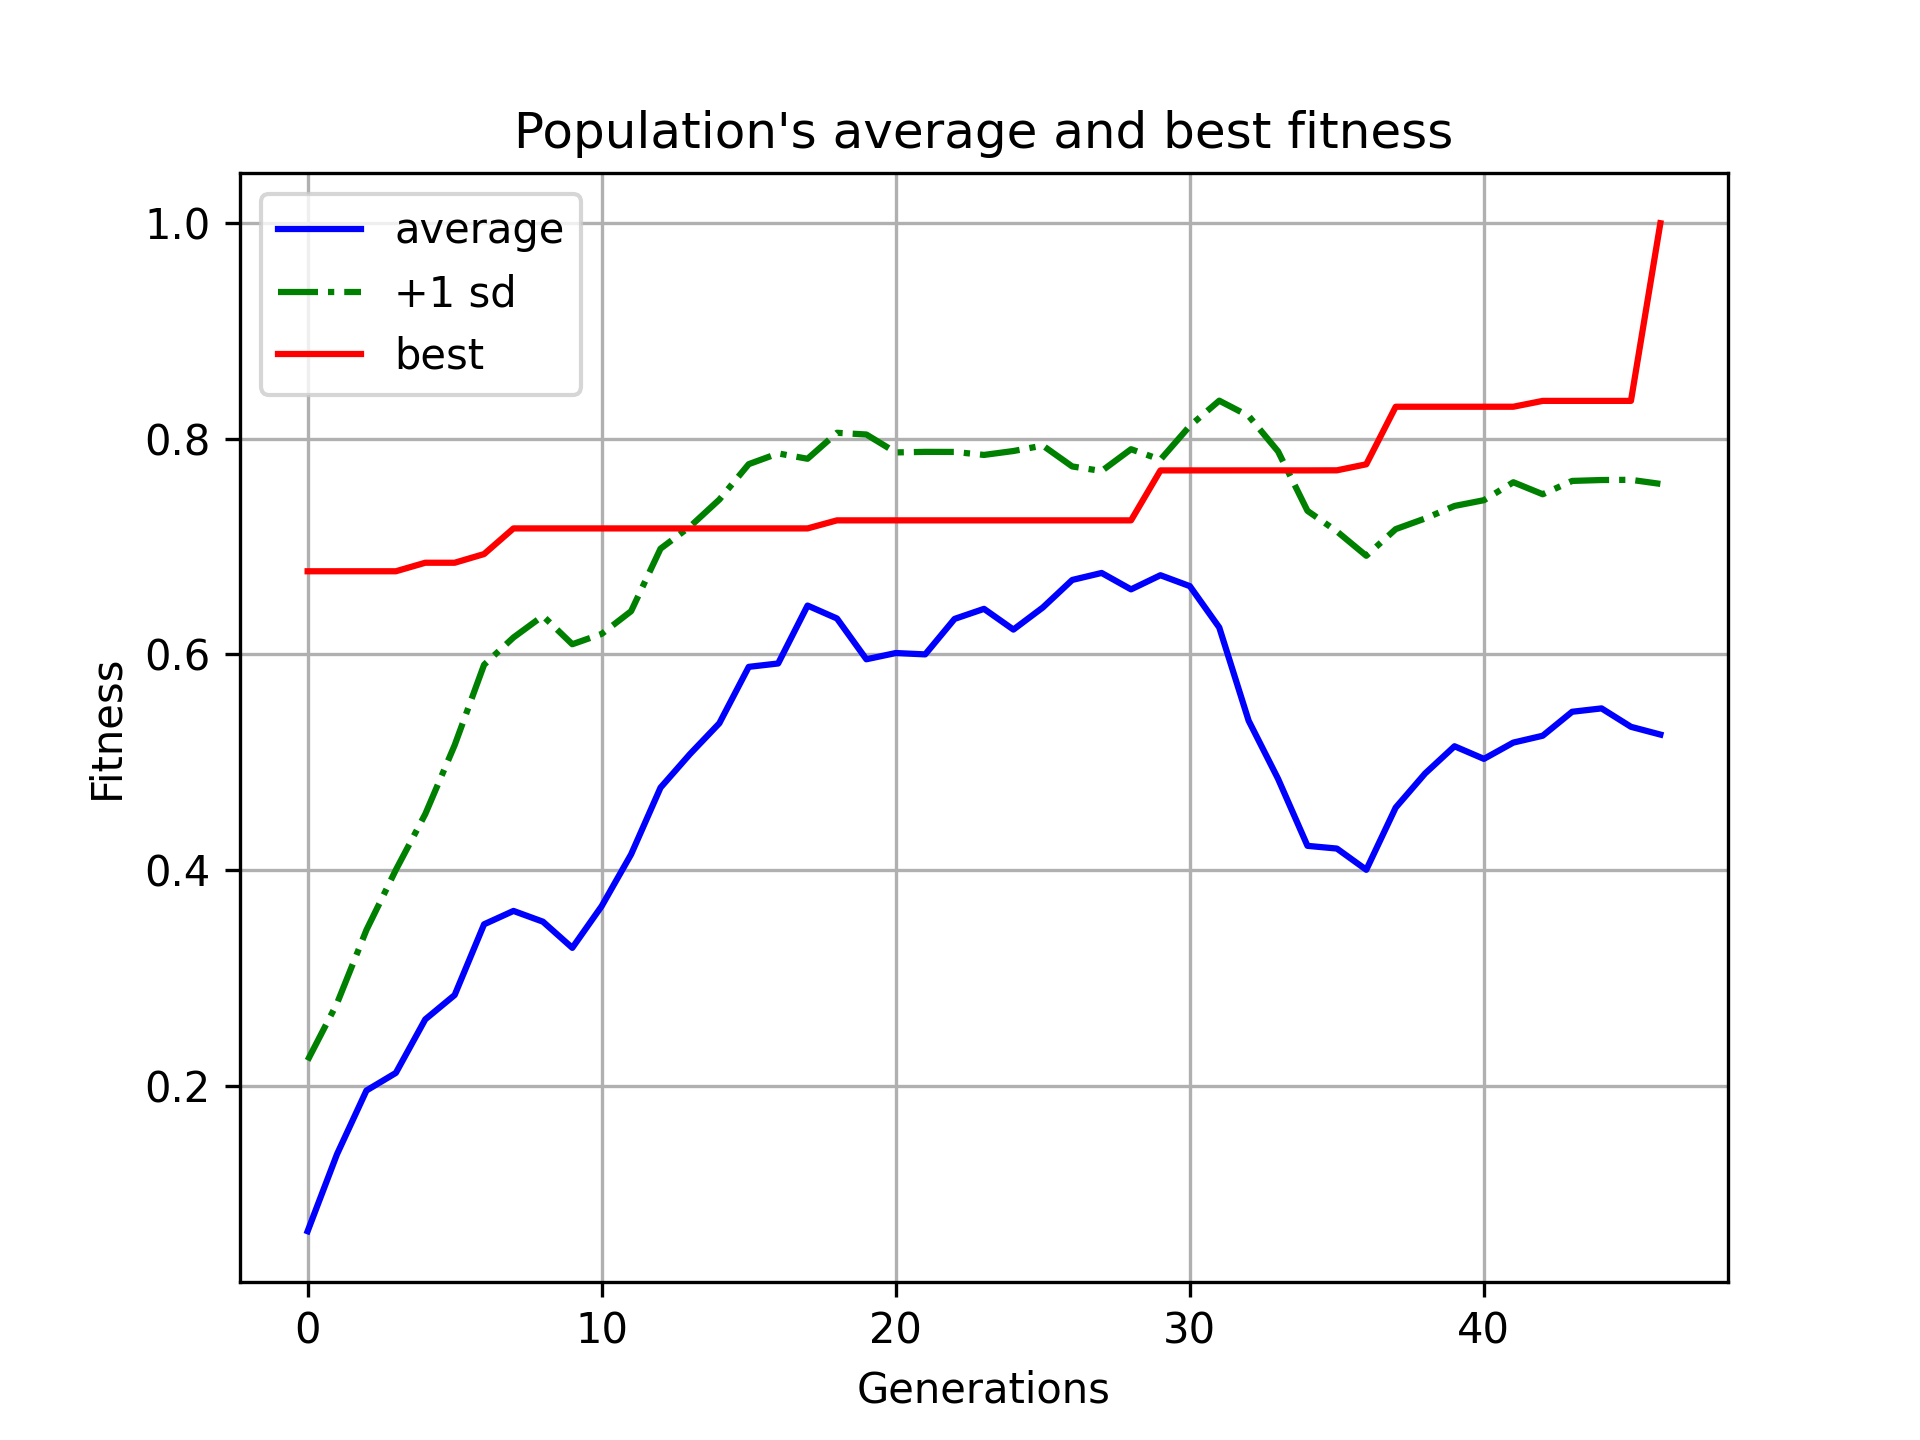 Population's average and best fitness
average
+1 sd
best
1.0
0.8
0.6
0.4
0.2
Fitness
0 10 20 30 40
Generations